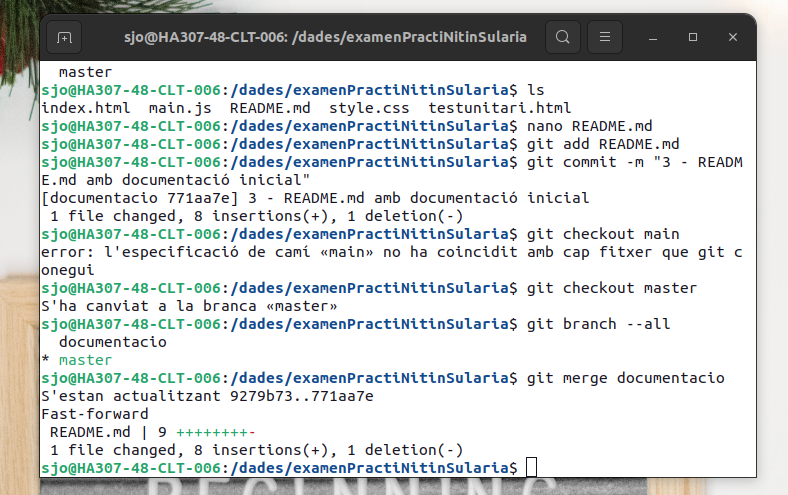 sjo@HA307-48-CLT-006: /dades/examenPractiNitinSularia
master
sjo@HA307-48-CLT-006:/dades/examenPractiNitinSularia$ ls
index.html  main.js  README.md  style.css  testunitari.html
sjo@HA307-48-CLT-006:/dades/examenPractiNitinSularia$ nano README.md
sjo@HA307-48-CLT-006:/dades/examenPractiNitinSularia$ git add README.md
sjo@HA307-48-CLT-006:/dades/examenPractiNitinSularia$ git commit -m "3 - READM
E.md amb documentació inicial"
[documentacio 771aa7e] 3 - README.md amb documentació inicial
1 file changed, 8 insertions(+), 1 deletion(-)
sjo@HA307-48-CLT-006:/dades/examenPractiNitinSularia$ git checkout main
error: l'especificació de camí «main» no ha coincidit amb cap fitxer que git c
onegui
sjo@HA307-48-CLT-006:/dades/examenPractiNitinSularia$ git checkout master
S'ha canviat a la branca «master»
sjo@HA307-48-CLT-006:/dades/examenPractiNitinSularia$ git branch --all
documentacio
* master
sjo@HA307-48-CLT-006:/dades/examenPractiNitinSularia$ git merge documentacio
S'estan actualitzant 9279b73..771aa7e
Fast-forward
README.md | 9 ++++++++-
1 file changed, 8 insertions(+), 1 deletion(-)
sjo@HA307-48-CLT-006:/dades/examenPractiNitinSularia$
BEGINNING